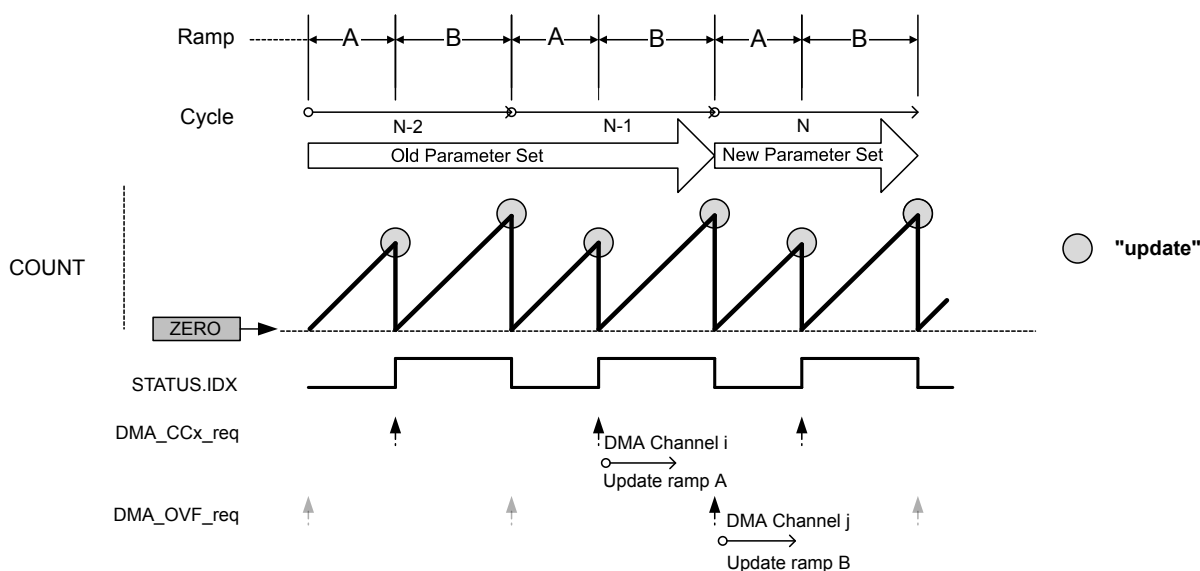 Ramp A B A B A B
Cycle
N-2 N-1 N
Old Parameter Set New Parameter Set
"update"
COUNT
ZERO
STATUS.IDX
DMA_CCx_req
DMA Channel i
Update ramp A
DMA_OVF_req
DMA Channel j
Update ramp B